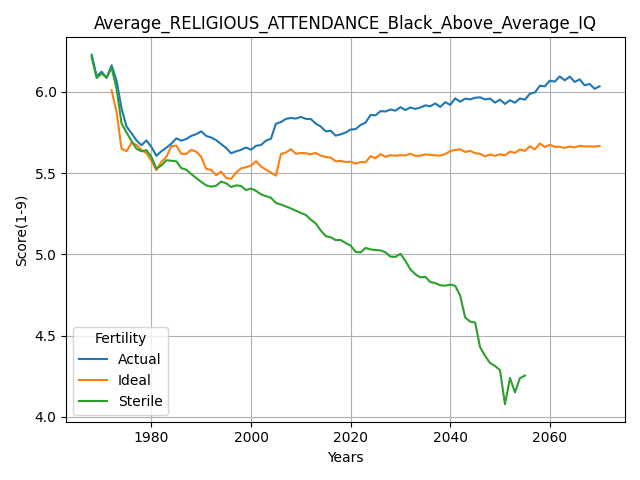 Average_RELIGIOUS_ATTENDANCE_Black_Above_Average_IQ
Score(1-9)
6.0
5.5
5.0
4.5
4.0
Fertility
Actual
Ideal
Sterile
1980 2000 2020 2040 2060
Years